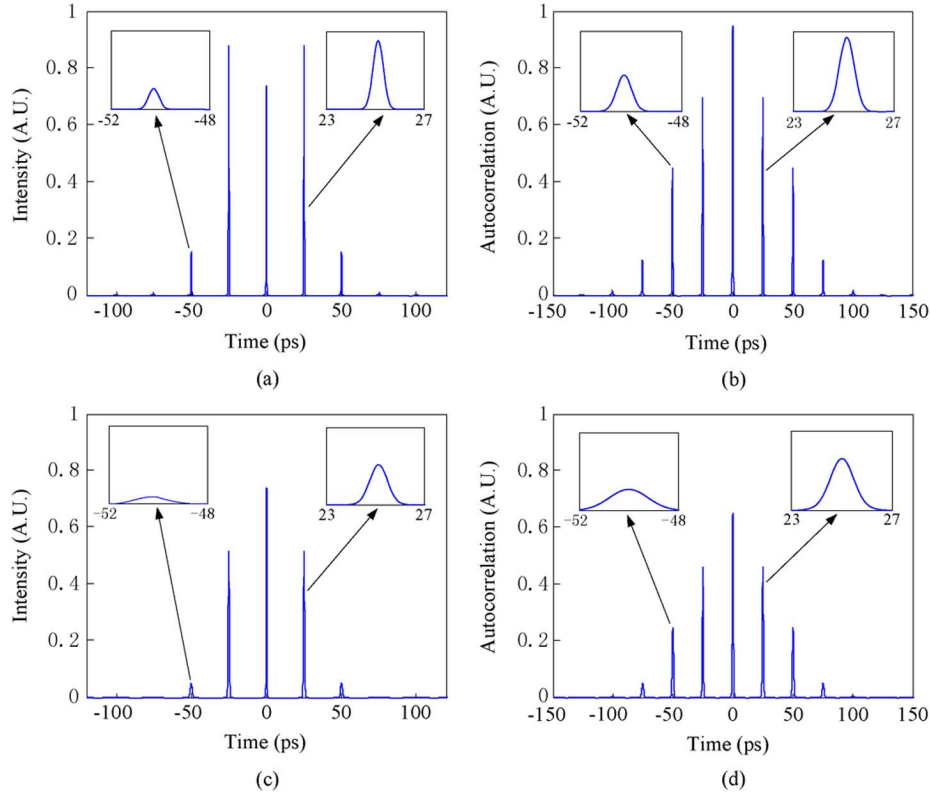 1
0.8
0.6
0.4
0.2
0
Intensity (A.U.)
-52 -48
23 27
-100 -50 0 50 100
Time (ps)
(a)
1
0.8
0.6
0.4
0.2
0
Autocorrelation (A.U.)
-52 -48
23 27
-150 -100 -50 0 50 100 150
Time (ps)
(b)
1
0.8
0.6
0.4
0.2
0
Intensity (A.U.)
-52 -48
23 27
-100 -50 0 50 100
Time (ps)
(c)
1
0.8
0.6
0.4
0.2
0
Autocorrelation (A.U.)
-52 -48
23 27
-150 -100 -50 0 50 100 150
Time (ps)
(d)